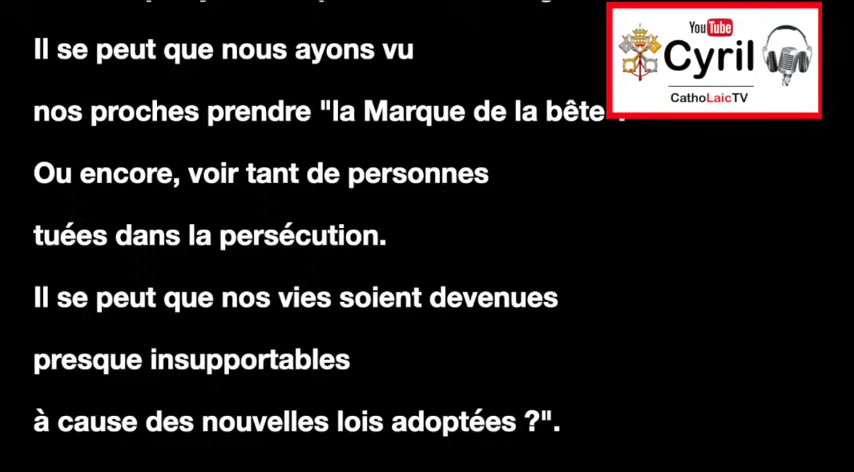 Il se peut que nous ayons vu
nos proches prendre "la Marque de la bête
Ou encore, voir tant de personnes
tuées dans la persécution.
Il se peut que nos vies soient devenues
presque insupportables
à cause des nouvelles lois adoptées ?".
YouTube
Cyril
CathoLaicTV